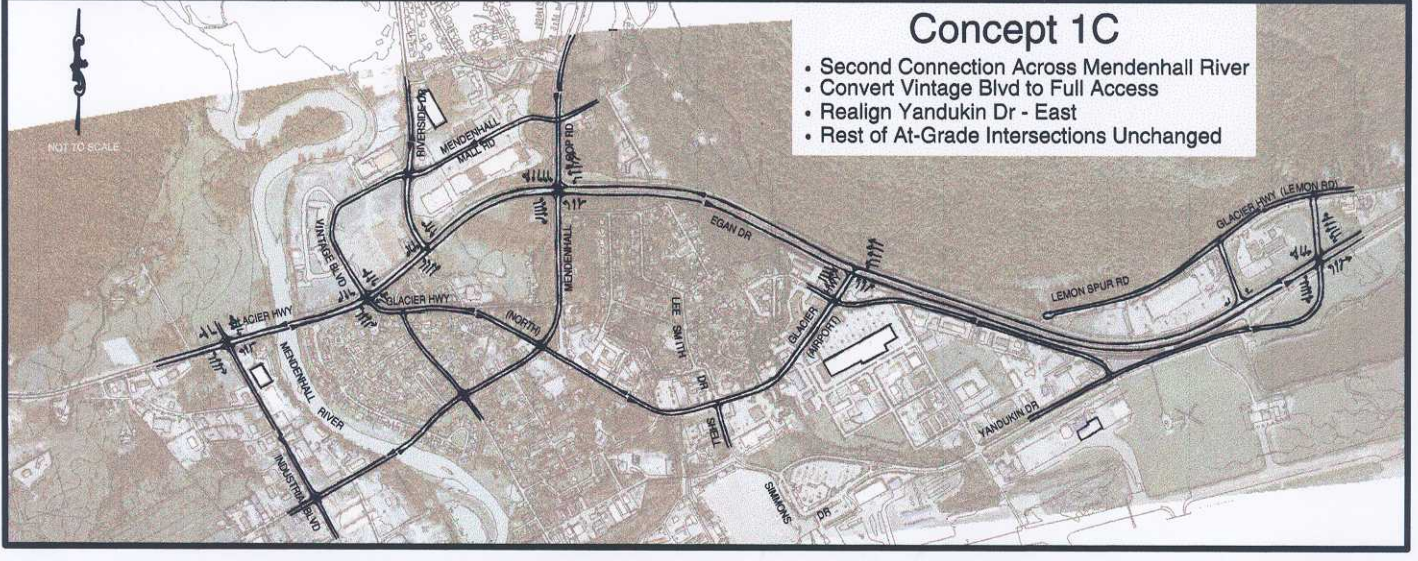 Concept 1C
• Second Connection Across Mendenhall River
• Convert Vintage Blvd to Full Access
• Realign Yandukin Dr - East
• Rest of At-Grade Intersections Unchanged
NOT TO SCALE
RIVERSIDE DR
MENDENHALL
MALL RD
LOOP RD
VINTAGE BLVD
GLACIER HWY
GLACIER HWY
(NORTH)
MENDENHALL
EGAN DR
LEE SMITH
DR
SHELL
GLACIER HWY
(AIRPORT)
LEMON SPUR RD
GLACIER HWY (LEMON RD)
MENDENHALL RIVER
INDUSTRIAL BLVD
YANDUKIN DR
SIMMONS
DR